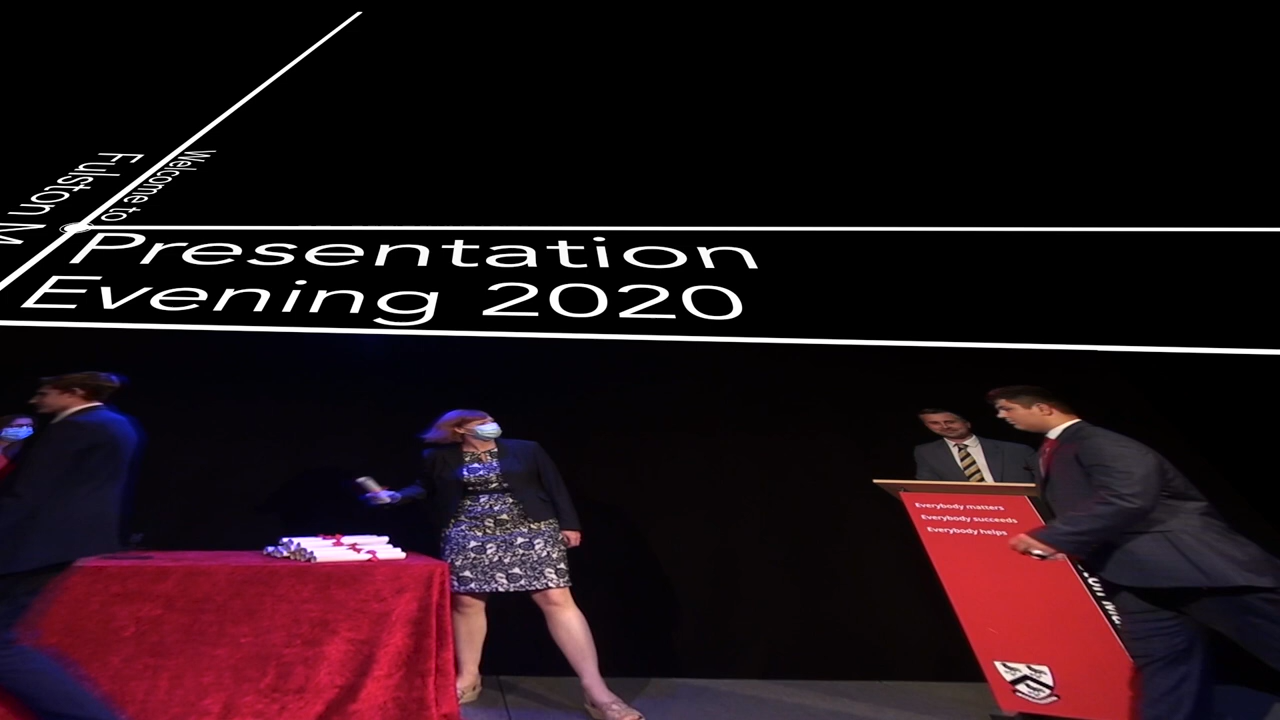 Welcome to
Fulston M
Presentation
Evening 2020
Everybody matters
Everybody succeeds
Everybody helps